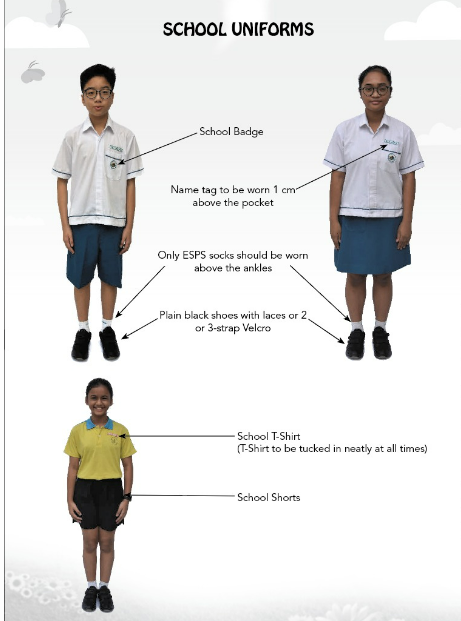 SCHOOL UNIFORMS
School Badge
Name tag to be worn 1 cm
above the pocket
Only ESPS socks should be worn
above the ankles
Plain black shoes with laces or 2
or 3-strap Velcro
School T-Shirt
(T-Shirt to be tucked in neatly at all times)
School Shorts